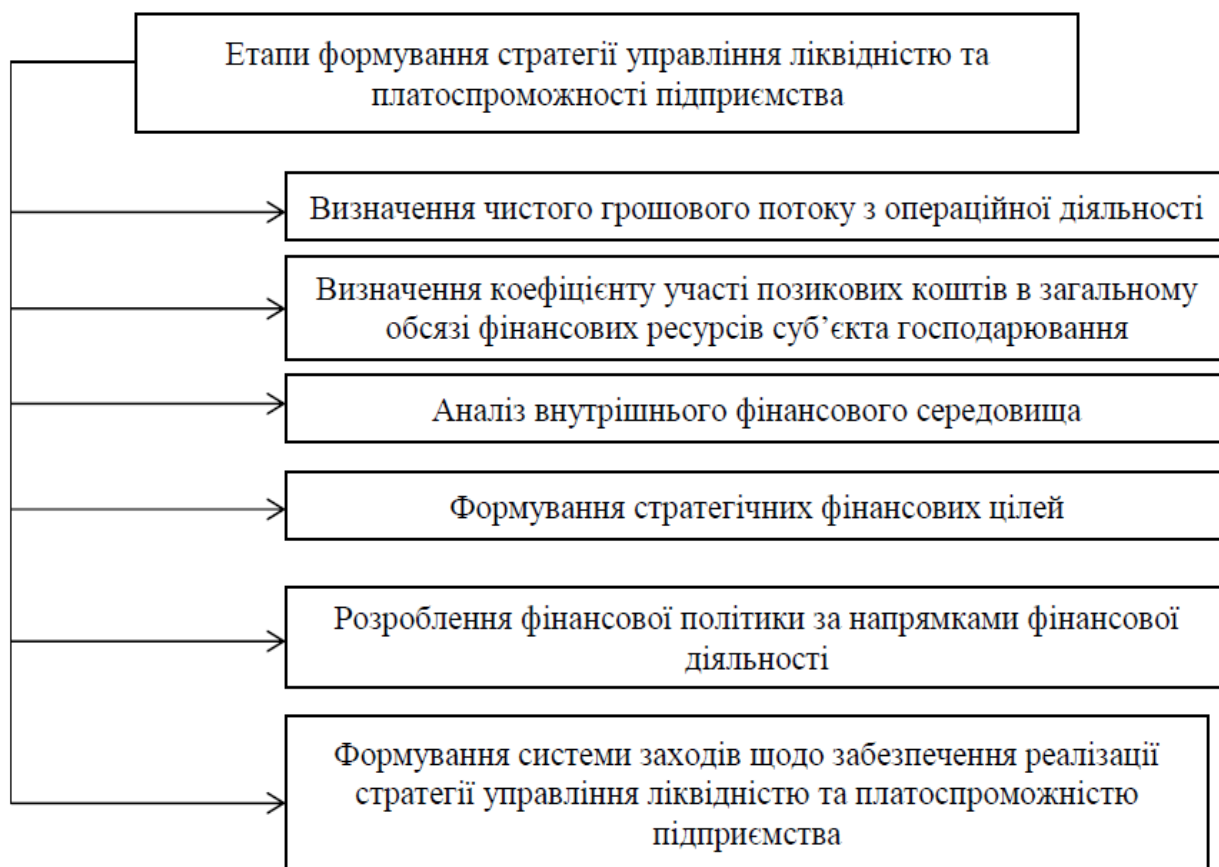 Етапи формування стратегії управління ліквідністю та
платоспроможності підприємства
Визначення чистого грошового потоку з операційної діяльності
Визначення коефіцієнту участі позикових коштів в загальному
обсязі фінансових ресурсів суб’єкта господарювання
Аналіз внутрішнього фінансового середовища
Формування стратегічних фінансових цілей
Розроблення фінансової політики за напрямками фінансової
діяльності
Формування системи заходів щодо забезпечення реалізації
стратегії управління ліквідністю та платоспроможністю
підприємства